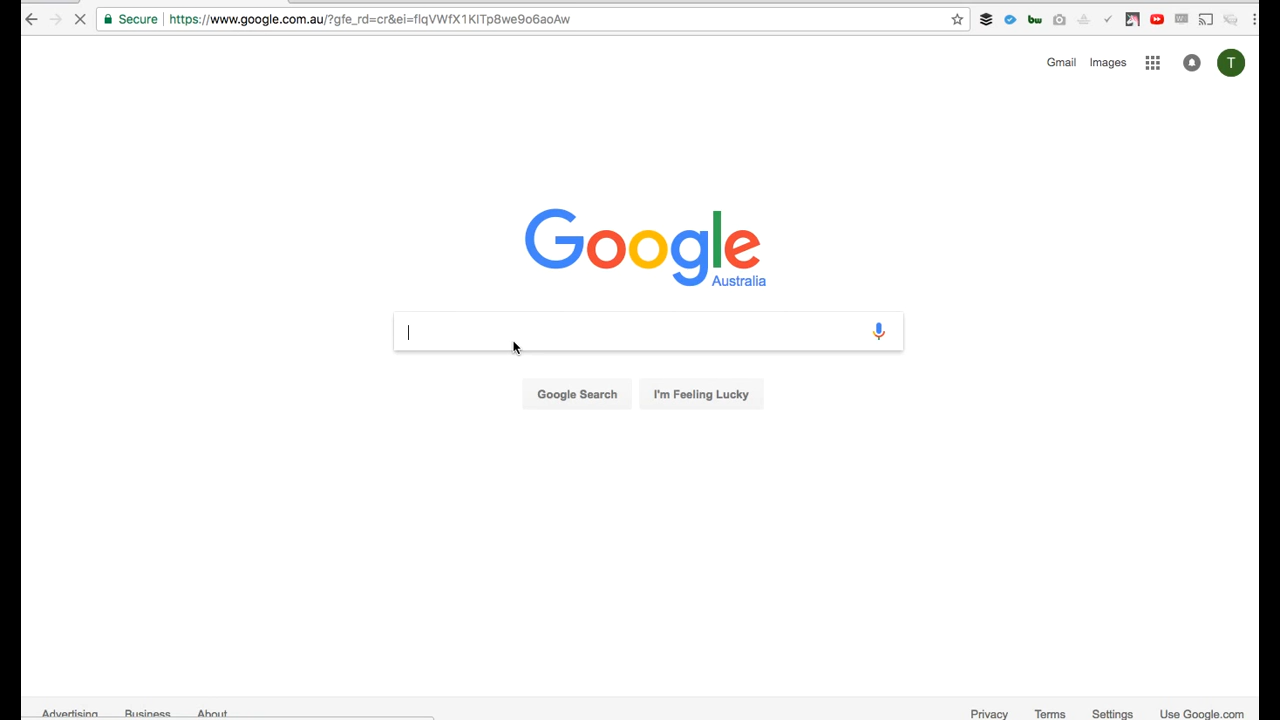 Secure https://www.google.com.au/?gfe_rd=cr&ei=flqVWfX1KITp8we9o6aoAw
bw
Gmail Images T
Google
Australia
Google Search I'm Feeling Lucky
Advertising Business About Privacy Terms Settings Use Google.com